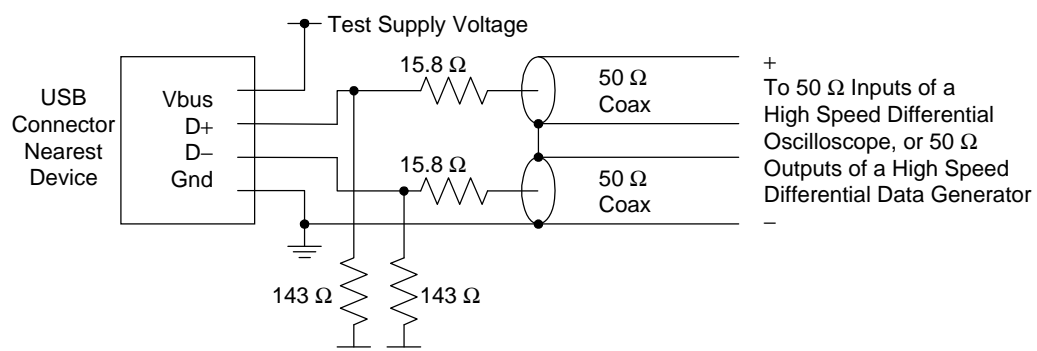 Test Supply Voltage
USB
Connector
Nearest
Device
Vbus
D+
D−
Gnd
15.8 Ω
50 Ω
Coax
15.8 Ω
50 Ω
Coax
+
To 50 Ω Inputs of a
High Speed Differential
Oscilloscope, or 50 Ω
Outputs of a High Speed
Differential Data Generator
−
143 Ω
143 Ω